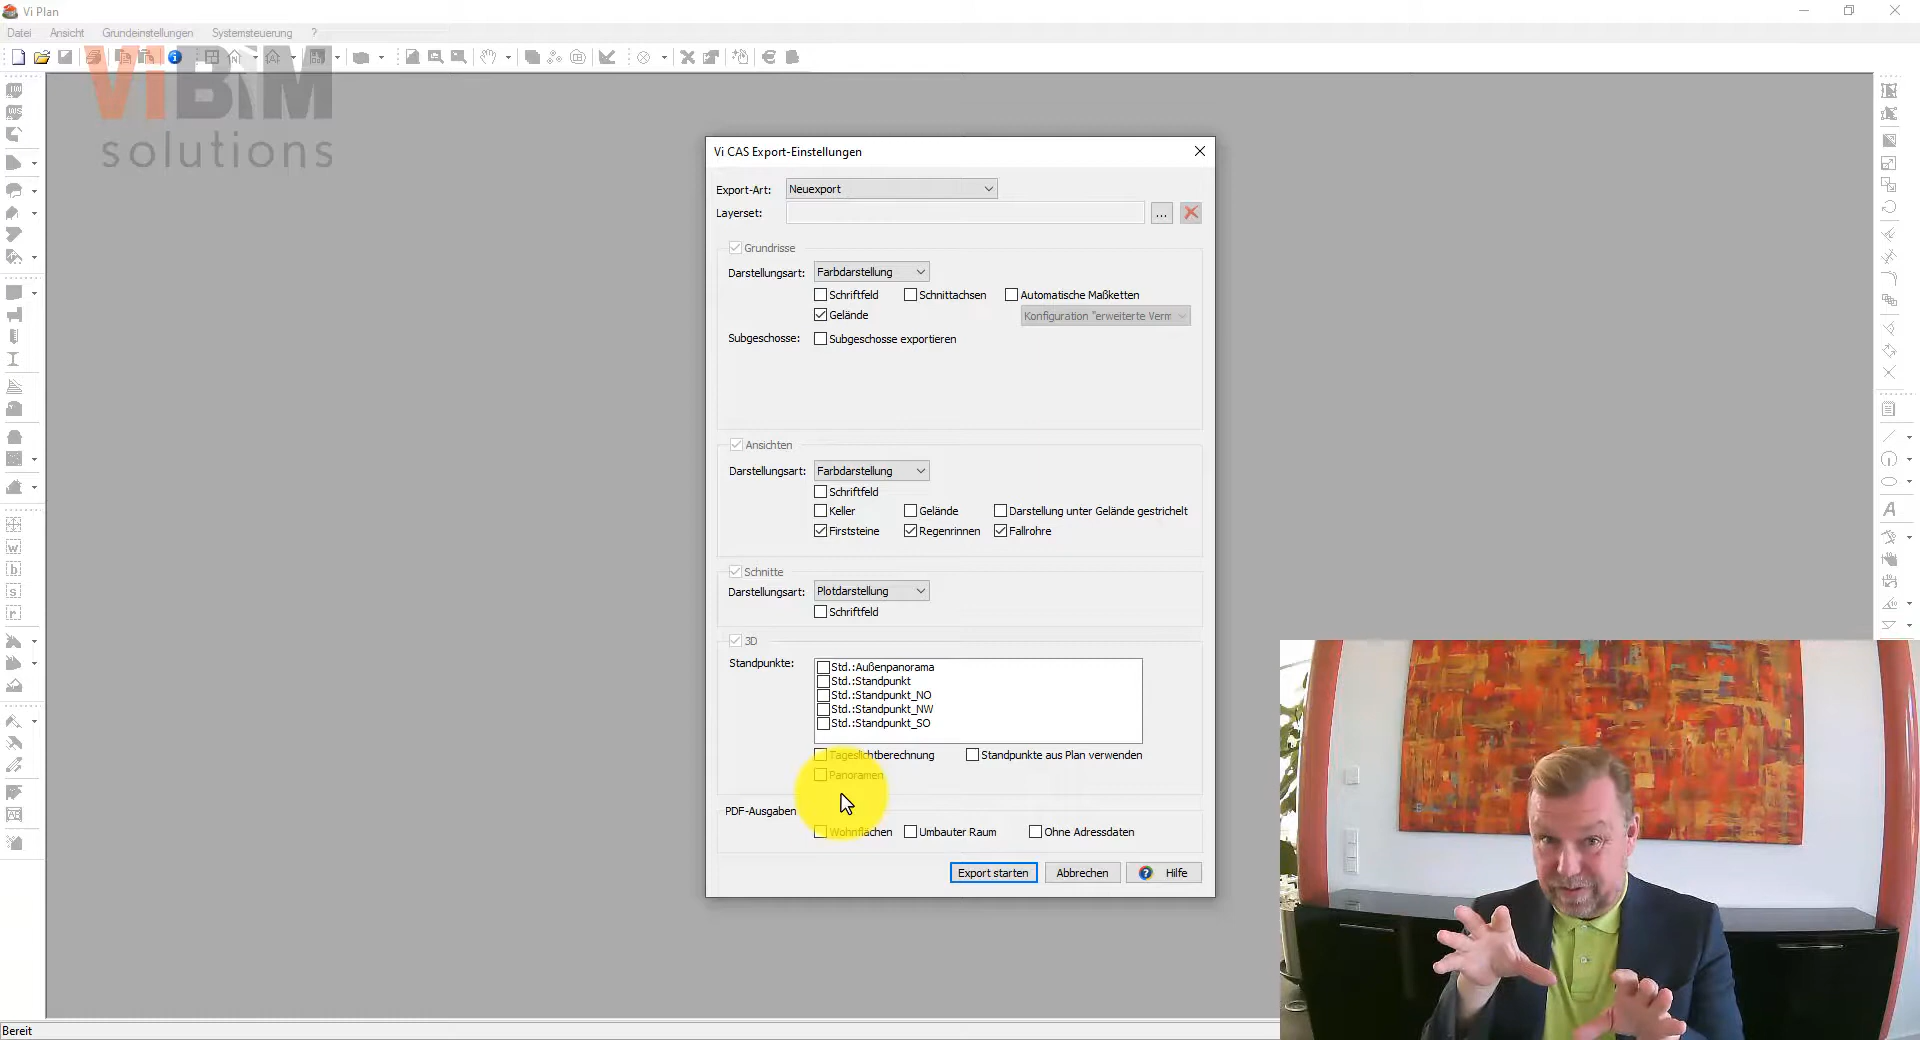 Vi Plan
Datei Ansicht Grundeinstellungen Systemsteuerung ?
ViBiM
solutions
Vi CAS Export-Einstellungen
Export-Art: Neuexport
Layerset: ...
Grundrisse
Darstellungsart: Farbdarstellung
Schriftfeld Schnittachsen Automatische Maßketten
Gelände Konfiguration "erweiterte Verm
Subgeschosse: Subgeschosse exportieren
Ansichten
Darstellungsart: Farbdarstellung
Schriftfeld
Keller Gelände Darstellung unter Gelände gestrichelt
Firststeine Regenrinnen Fallrohre
Schnitte
Darstellungsart: Plotdarstellung
Schriftfeld
3D
Standpunkte: Std.:Außenpanorama
Std.:Standpunkt
Std.:Standpunkt_NO
Std.:Standpunkt_NW
Std.:Standpunkt_SO
Tageslichtberechnung Standpunkte aus Plan verwenden
Panoramen
PDF-Ausgaben
Wohnflächen Umbauter Raum Ohne Adressdaten
Export starten Abbrechen ? Hilfe
w
b
s
r
A
Bereit